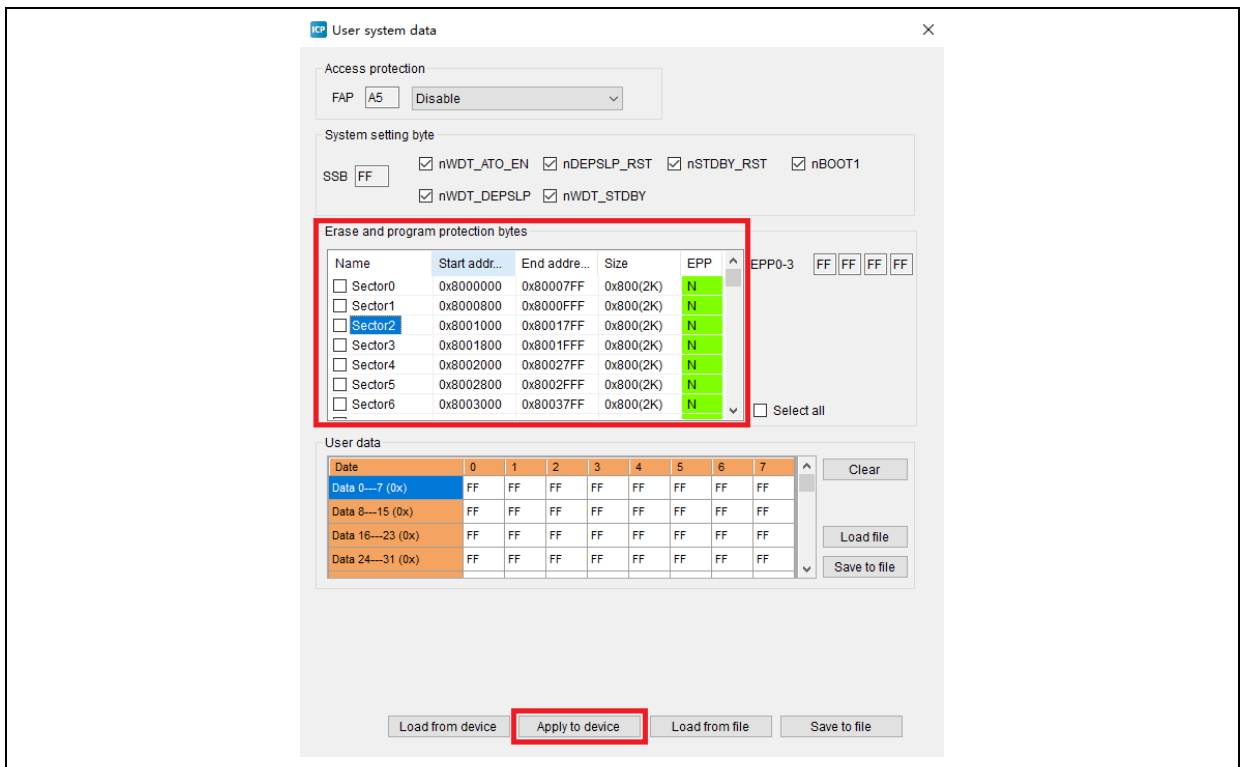 ICP User system data
Access protection
FAP A5 Disable
System setting byte
SSB FF
nWDT_ATO_EN nDEPSLP_RST nSTDBY_RST nBOOT1
nWDT_DEPSLP nWDT_STDBY
Erase and program protection bytes
Name Start addr... End addre... Size EPP
Sector0 0x8000000 0x80007FF 0x800(2K) N
Sector1 0x8000800 0x8000FFF 0x800(2K) N
Sector2 0x8001000 0x80017FF 0x800(2K) N
Sector3 0x8001800 0x8001FFF 0x800(2K) N
Sector4 0x8002000 0x80027FF 0x800(2K) N
Sector5 0x8002800 0x8002FFF 0x800(2K) N
Sector6 0x8003000 0x80037FF 0x800(2K) N
EPP0-3 FF FF FF FF
Select all
User data
Date 0 1 2 3 4 5 6 7
Data 0---7 (0x) FF FF FF FF FF FF FF FF
Data 8---15 (0x) FF FF FF FF FF FF FF FF
Data 16---23 (0x) FF FF FF FF FF FF FF FF
Data 24---31 (0x) FF FF FF FF FF FF FF FF
Clear
Load file
Save to file
Load from device Apply to device Load from file Save to file